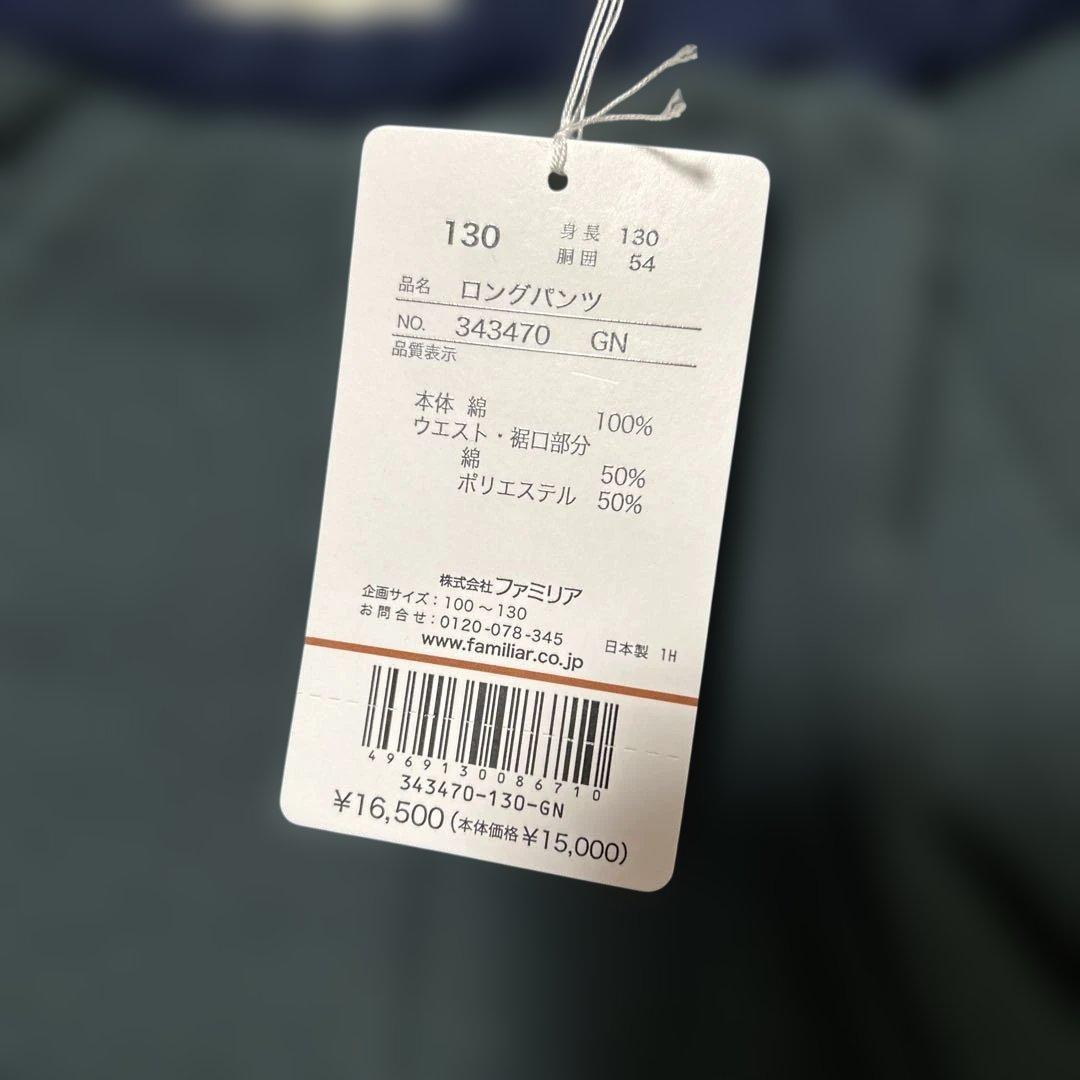 130 身長 130
胴囲 54
品名 ロングパンツ
NO. 343470 GN
品質表示
本体 綿 100%
ウエスト・裾口部分
綿 50%
ポリエステル 50%
株式会社ファミリア
企画サイズ：100～130
お問合せ：0120-078-345 日本製 1H
www.familiar.co.jp
4969130086710
343470-130-GN
¥16,500(本体価格¥15,000)